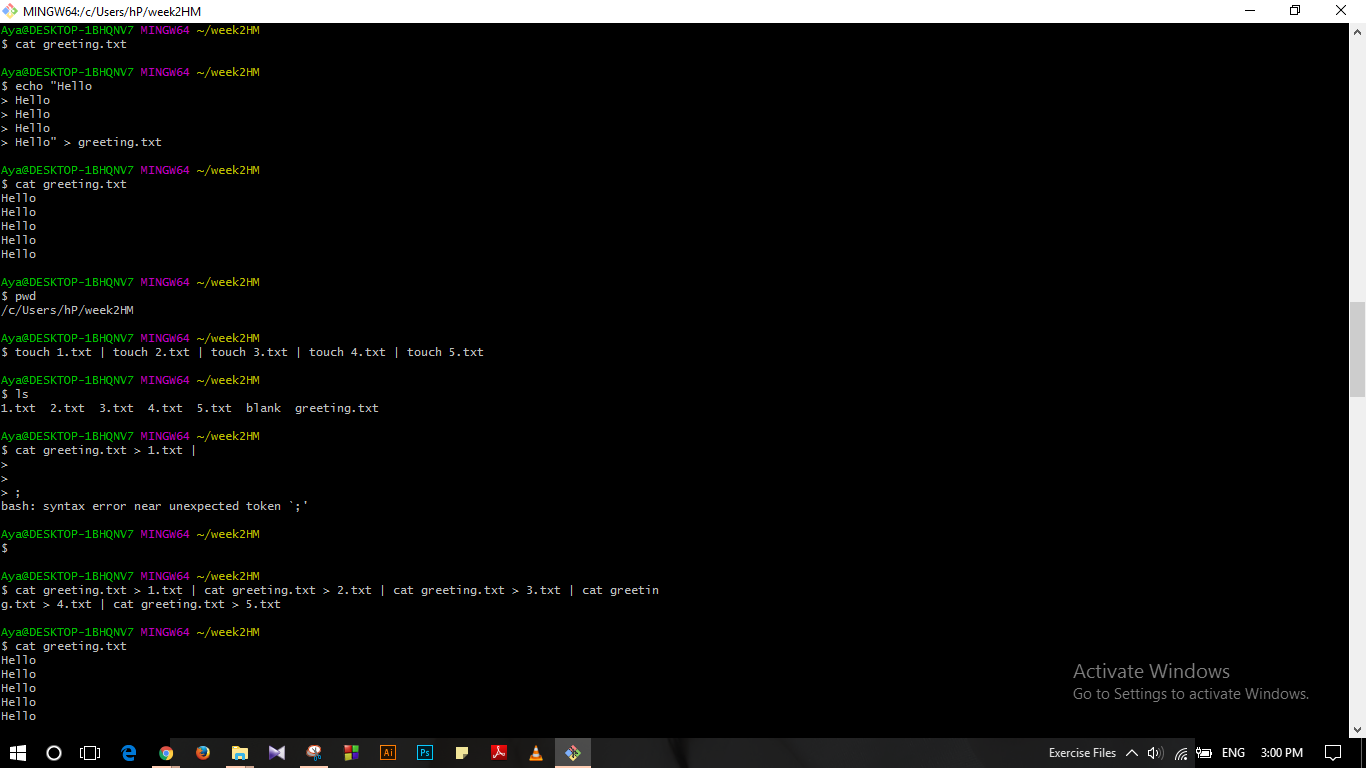 MINGW64:/c/Users/hP/week2HM
Aya@DESKTOP-1BHQNV7 MINGW64 ~/week2HM
$ cat greeting.txt
Aya@DESKTOP-1BHQNV7 MINGW64 ~/week2HM
$ echo "Hello
> Hello
> Hello
> Hello
> Hello" > greeting.txt
Aya@DESKTOP-1BHQNV7 MINGW64 ~/week2HM
$ cat greeting.txt
Hello
Hello
Hello
Hello
Hello
Aya@DESKTOP-1BHQNV7 MINGW64 ~/week2HM
$ pwd
/c/Users/hP/week2HM
Aya@DESKTOP-1BHQNV7 MINGW64 ~/week2HM
$ touch 1.txt | touch 2.txt | touch 3.txt | touch 4.txt | touch 5.txt
Aya@DESKTOP-1BHQNV7 MINGW64 ~/week2HM
$ ls
1.txt  2.txt  3.txt  4.txt  5.txt  blank  greeting.txt
Aya@DESKTOP-1BHQNV7 MINGW64 ~/week2HM
$ cat greeting.txt > 1.txt |
>
>
> ;
bash: syntax error near unexpected token `;'
Aya@DESKTOP-1BHQNV7 MINGW64 ~/week2HM
$
Aya@DESKTOP-1BHQNV7 MINGW64 ~/week2HM
$ cat greeting.txt > 1.txt | cat greeting.txt > 2.txt | cat greeting.txt > 3.txt | cat greetin
g.txt > 4.txt | cat greeting.txt > 5.txt
Aya@DESKTOP-1BHQNV7 MINGW64 ~/week2HM
$ cat greeting.txt
Hello
Hello
Hello
Hello
Hello
Activate Windows
Go to Settings to activate Windows.
Ai
Ps
Exercise Files
ENG
3:00 PM